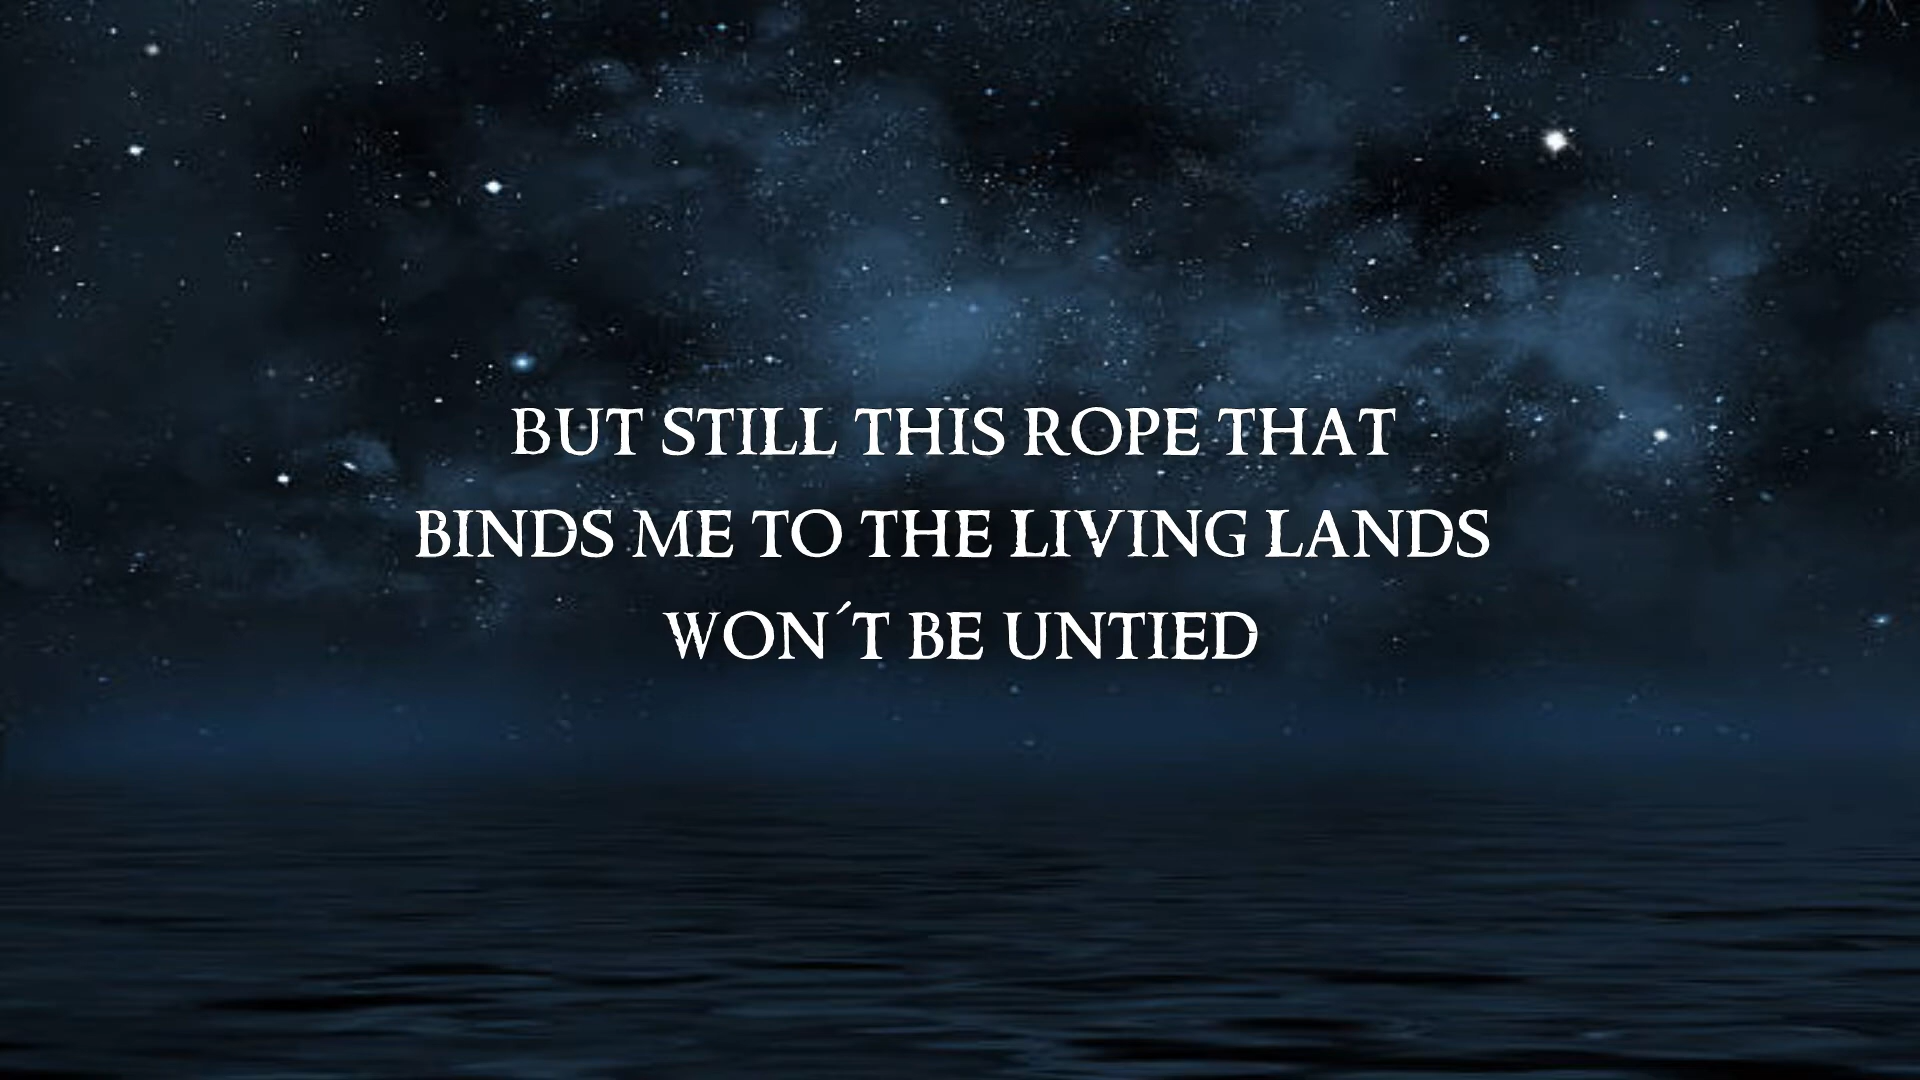 BUT STILL THIS ROPE THAT
BINDS ME TO THE LIVING LANDS
WON´T BE UNTIED